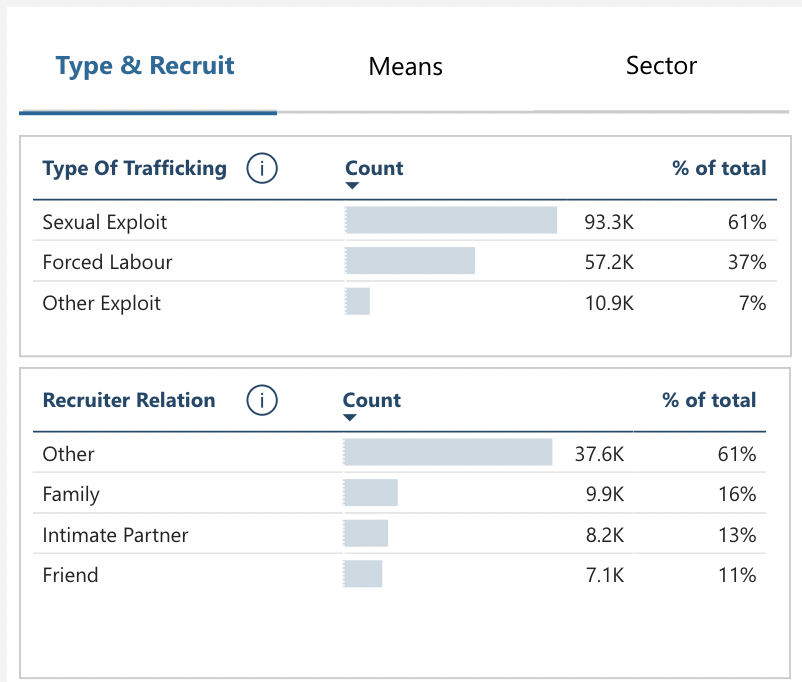 Type & Recruit Means Sector
Type Of Trafficking i Count % of total
Sexual Exploit 93.3K 61%
Forced Labour 57.2K 37%
Other Exploit 10.9K 7%
Recruiter Relation i Count % of total
Other 37.6K 61%
Family 9.9K 16%
Intimate Partner 8.2K 13%
Friend 7.1K 11%